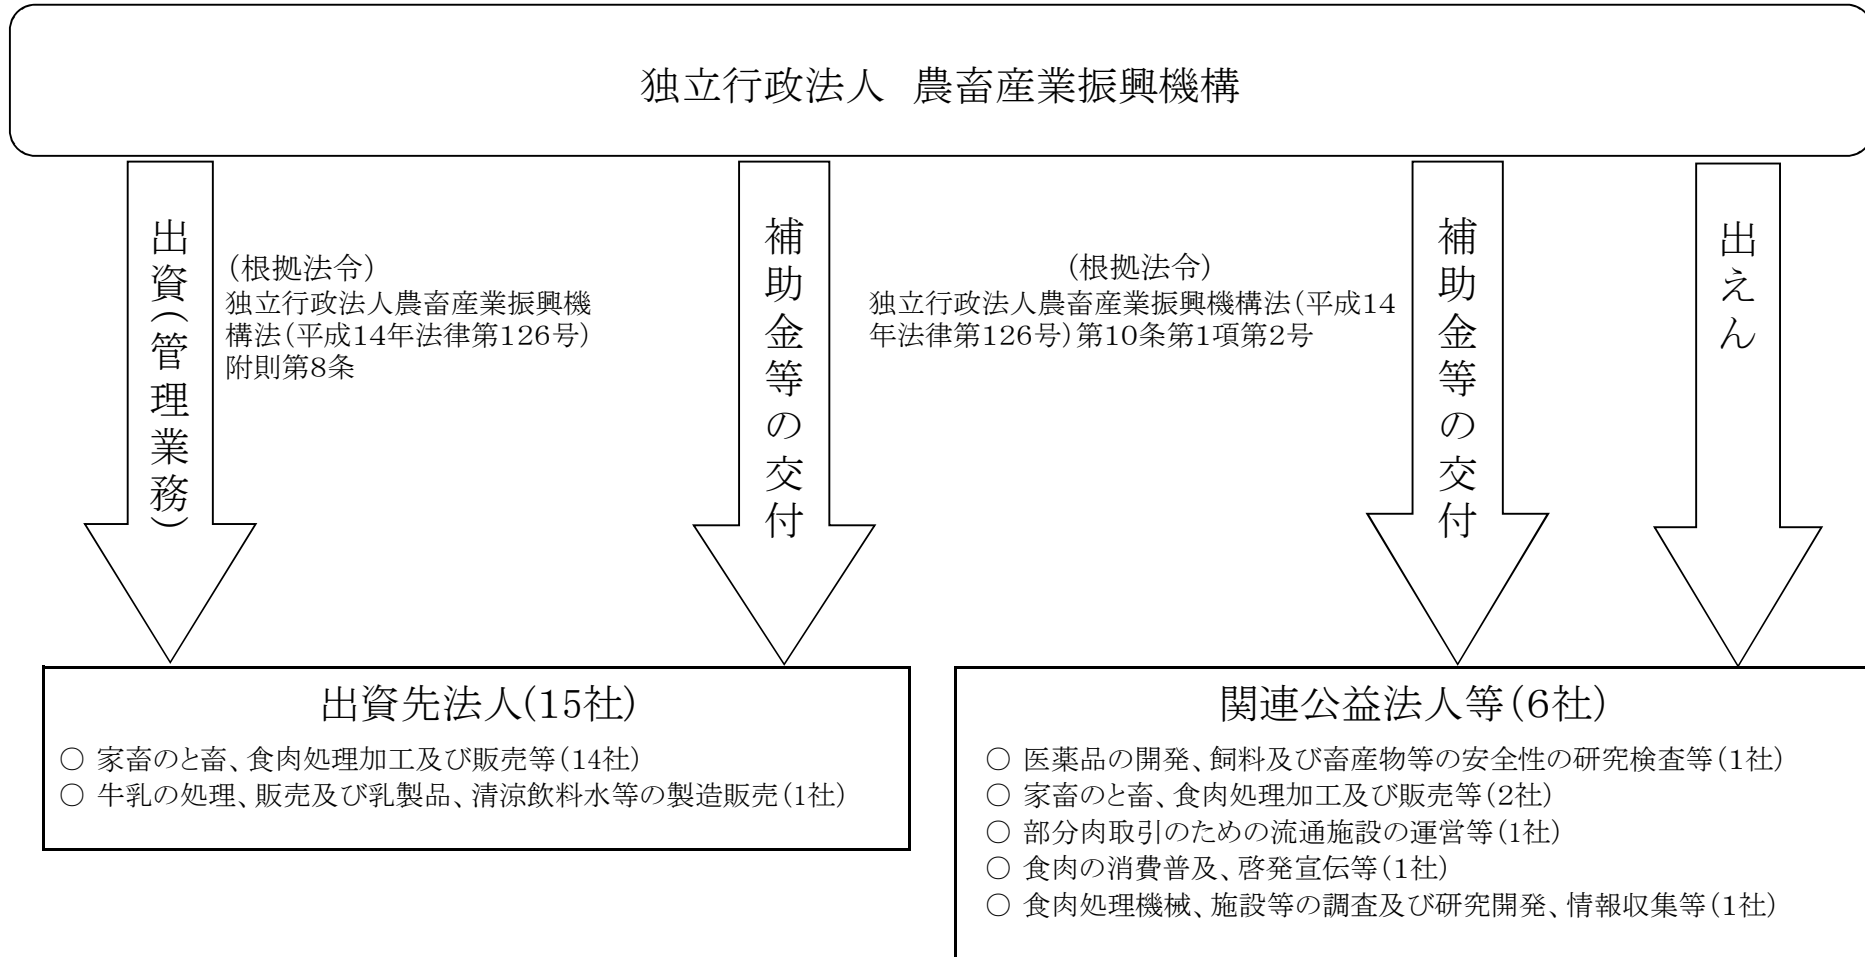 独立行政法人　農畜産業振興機構
出資(管理業務)
(根拠法令)
独立行政法人農畜産業振興機
構法(平成14年法律第126号)
附則第8条
補助金等の交付
(根拠法令)
独立行政法人農畜産業振興機構法(平成14
年法律第126号)第10条第1項第2号
補助金等の交付
出えん
出資先法人(15社)
○ 家畜のと畜、食肉処理加工及び販売等(14社)
○ 牛乳の処理、販売及び乳製品、清涼飲料水等の製造販売(1社)
関連公益法人等(6社)
○ 医薬品の開発、飼料及び畜産物等の安全性の研究検査等(1社)
○ 家畜のと畜、食肉処理加工及び販売等(2社)
○ 部分肉取引のための流通施設の運営等(1社)
○ 食肉の消費普及、啓発宣伝等(1社)
○ 食肉処理機械、施設等の調査及び研究開発、情報収集等(1社)